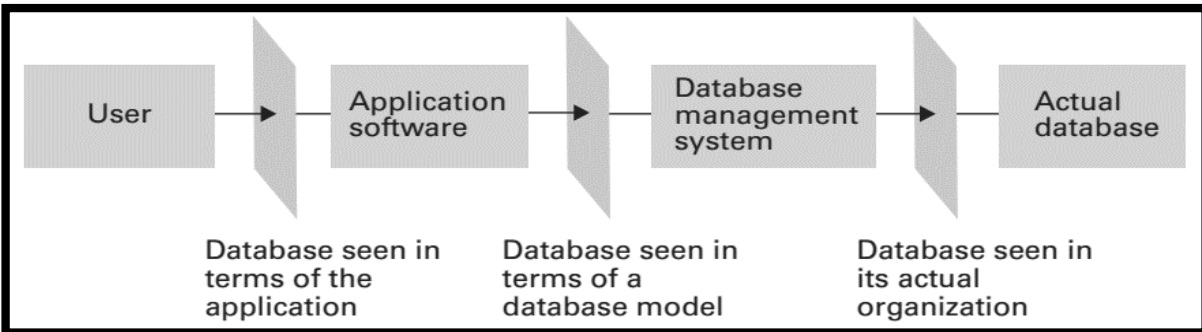 User
Application
software
Database
management
system
Actual
database
Database seen in
terms of the
application
Database seen in
terms of a
database model
Database seen in
its actual
organization